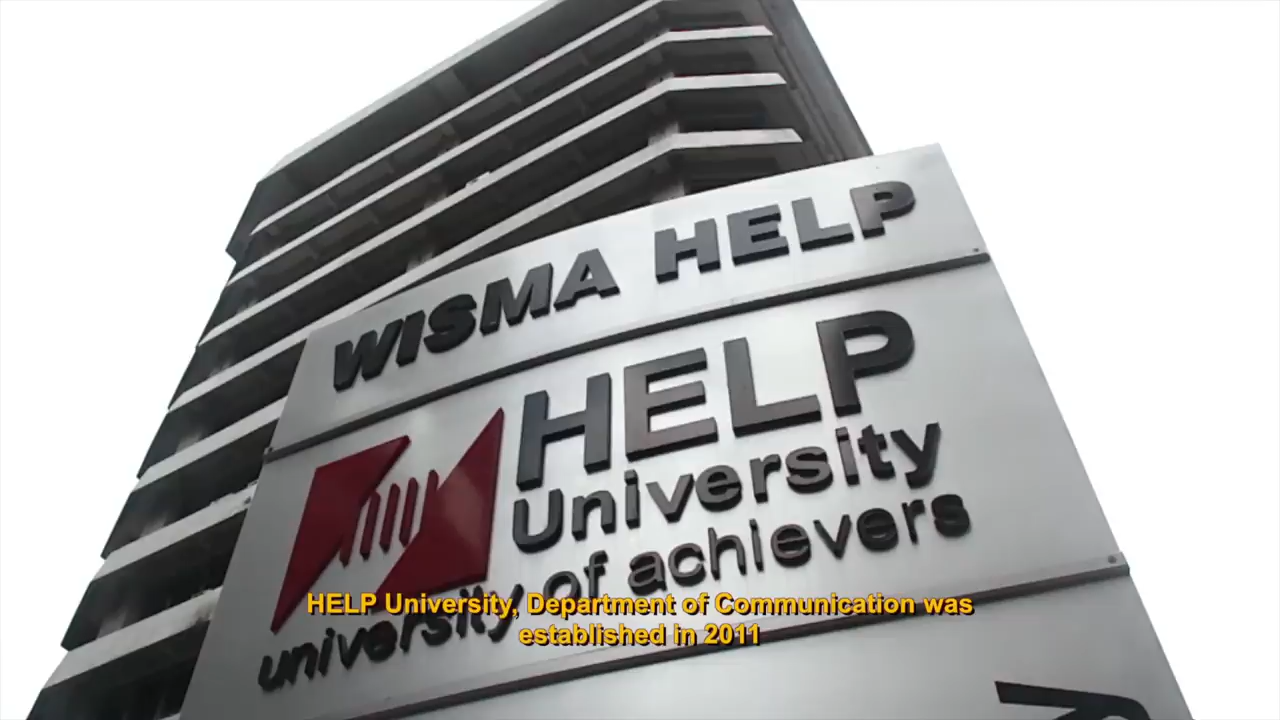 WISMA HELP
HELP
University
university of achievers
HELP University, Department of Communication was
established in 2011